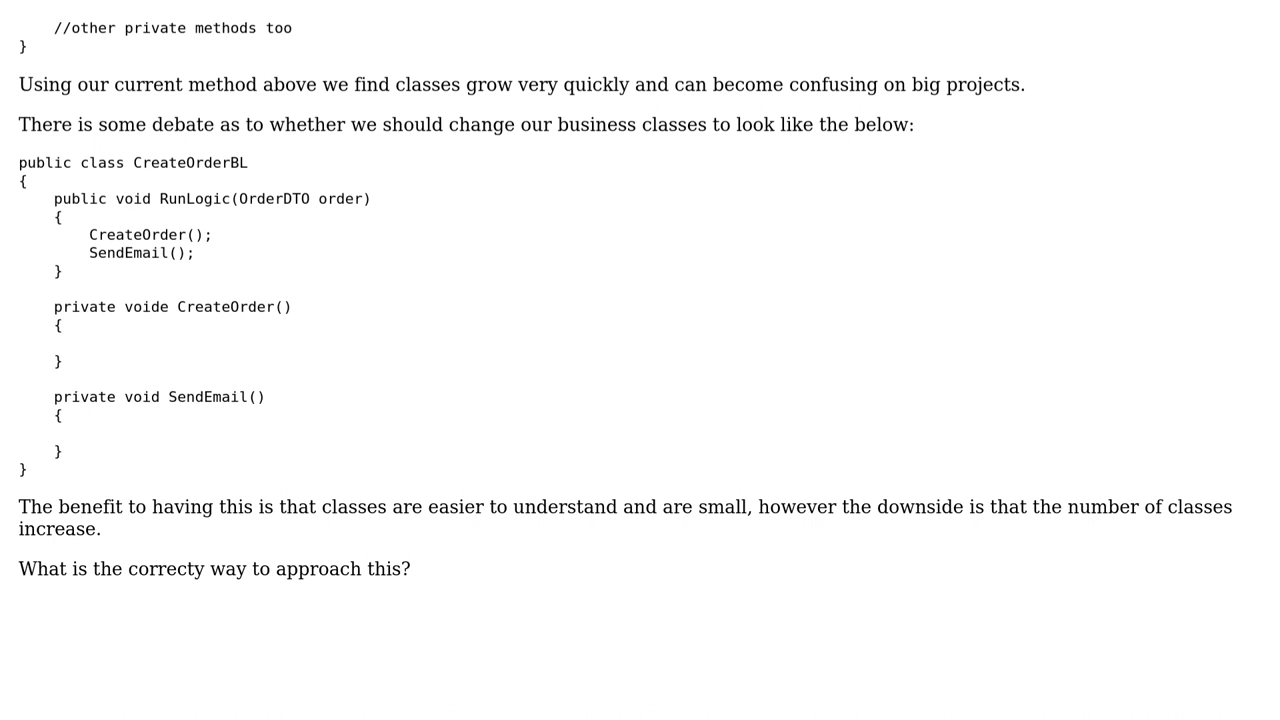 //other private methods too
}
Using our current method above we find classes grow very quickly and can become confusing on big projects.
There is some debate as to whether we should change our business classes to look like the below:
public class CreateOrderBL
{
    public void RunLogic(OrderDTO order)
    {
        CreateOrder();
        SendEmail();
    }
    private voide CreateOrder()
    {
    }
    private void SendEmail()
    {
    }
}
The benefit to having this is that classes are easier to understand and are small, however the downside is that the number of classes
increase.
What is the correcty way to approach this?